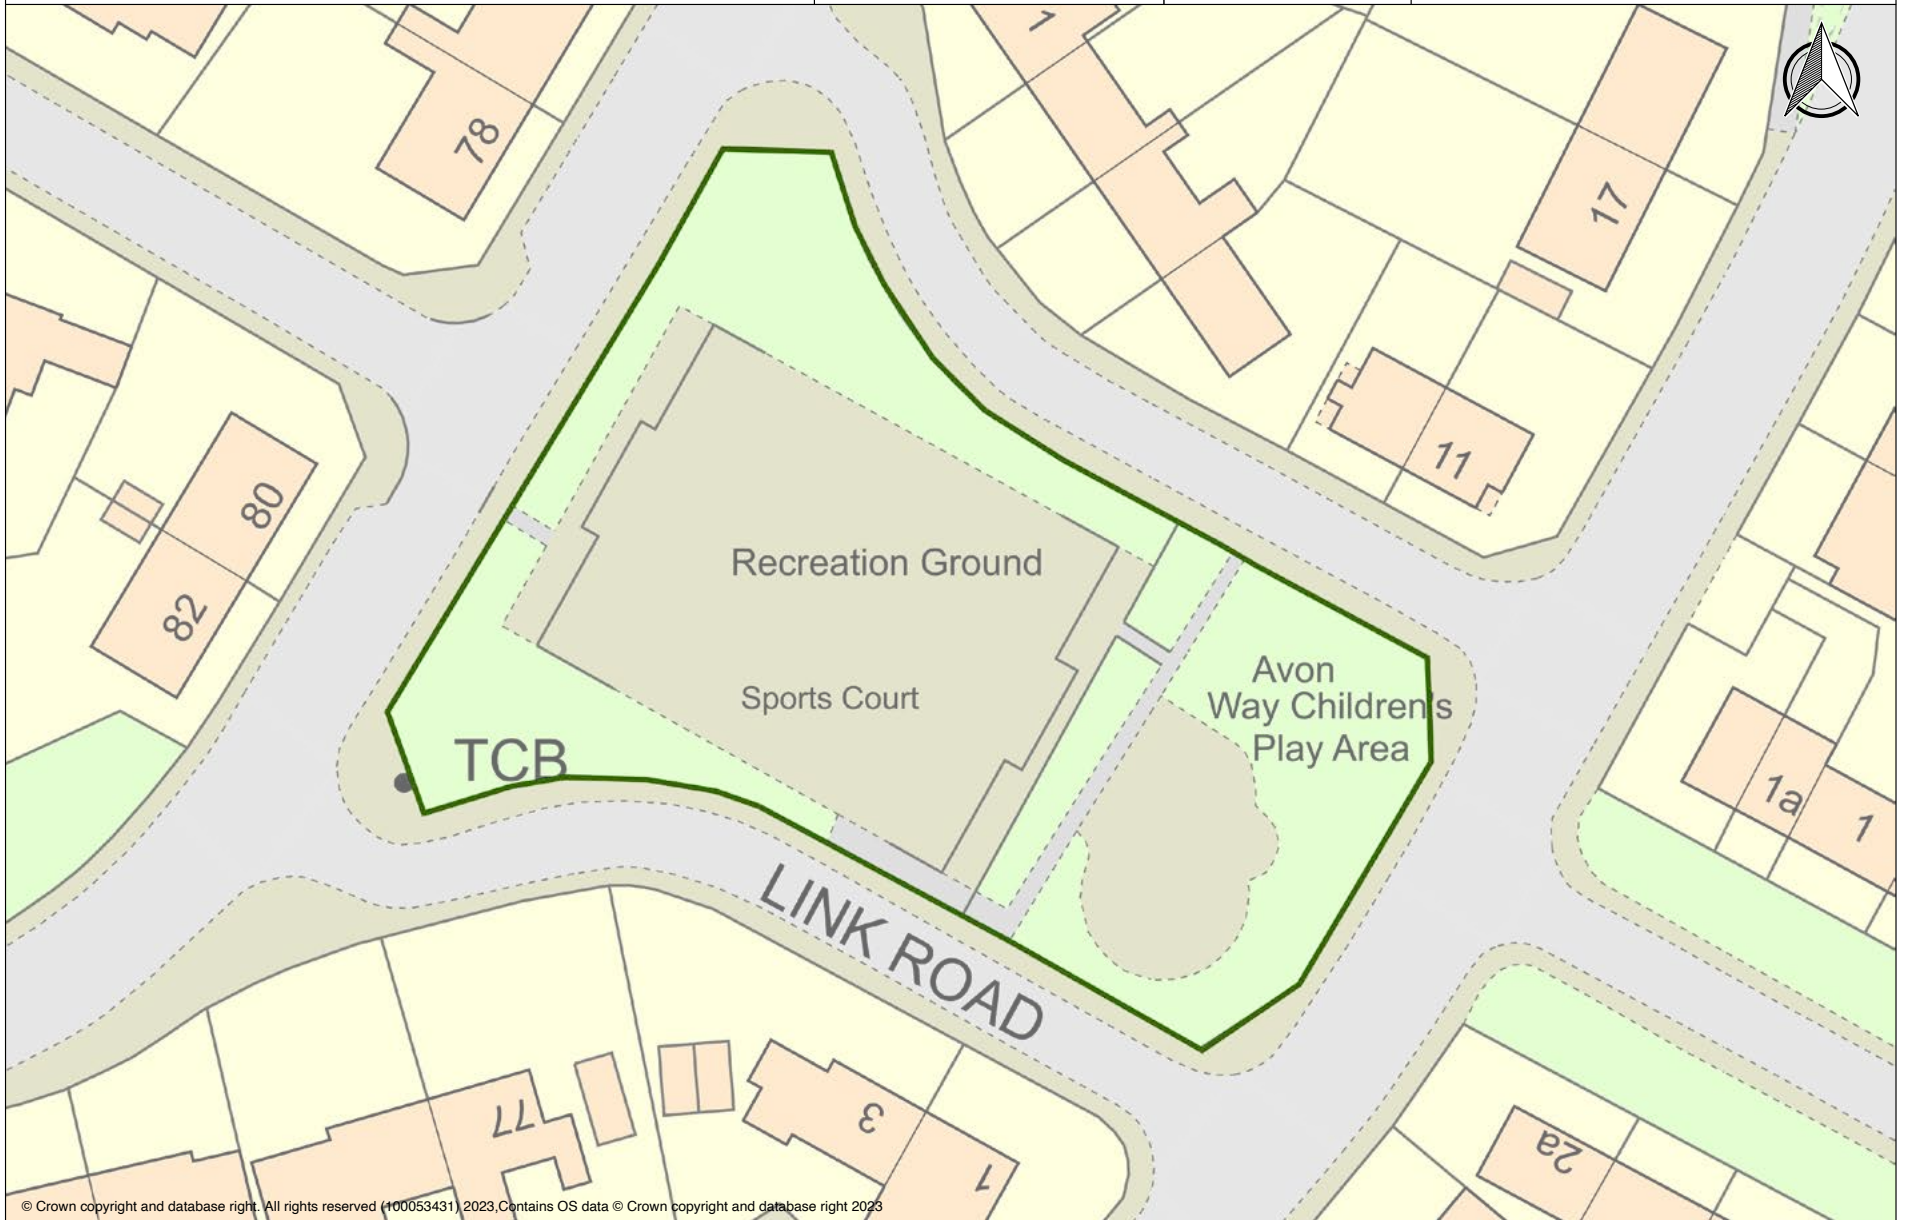 1
78
17
11
80
82
Recreation Ground
Sports Court
Avon
Way Children's
Play Area
TCB
1a
1
LINK ROAD
77
3
1
2a
© Crown copyright and database right. All rights reserved (100053431) 2023,Contains OS data © Crown copyright and database right 2023